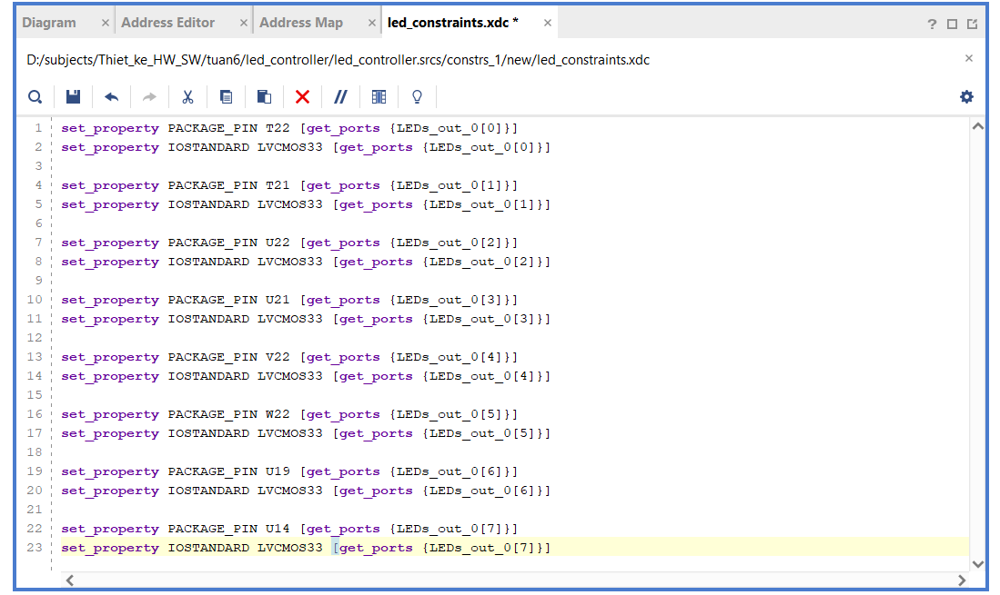 Diagram × Address Editor × Address Map × led_constraints.xdc * × ?
D:/subjects/Thiet_ke_HW_SW/tuan6/led_controller/led_controller.srcs/constrs_1/new/led_constraints.xdc ×
1 set_property PACKAGE_PIN T22 [get_ports {LEDs_out_0[0]}]
2 set_property IOSTANDARD LVCMOS33 [get_ports {LEDs_out_0[0]}]
3
4 set_property PACKAGE_PIN T21 [get_ports {LEDs_out_0[1]}]
5 set_property IOSTANDARD LVCMOS33 [get_ports {LEDs_out_0[1]}]
6
7 set_property PACKAGE_PIN U22 [get_ports {LEDs_out_0[2]}]
8 set_property IOSTANDARD LVCMOS33 [get_ports {LEDs_out_0[2]}]
9
10 set_property PACKAGE_PIN U21 [get_ports {LEDs_out_0[3]}]
11 set_property IOSTANDARD LVCMOS33 [get_ports {LEDs_out_0[3]}]
12
13 set_property PACKAGE_PIN V22 [get_ports {LEDs_out_0[4]}]
14 set_property IOSTANDARD LVCMOS33 [get_ports {LEDs_out_0[4]}]
15
16 set_property PACKAGE_PIN W22 [get_ports {LEDs_out_0[5]}]
17 set_property IOSTANDARD LVCMOS33 [get_ports {LEDs_out_0[5]}]
18
19 set_property PACKAGE_PIN U19 [get_ports {LEDs_out_0[6]}]
20 set_property IOSTANDARD LVCMOS33 [get_ports {LEDs_out_0[6]}]
21
22 set_property PACKAGE_PIN U14 [get_ports {LEDs_out_0[7]}]
23 set_property IOSTANDARD LVCMOS33 [get_ports {LEDs_out_0[7]}]